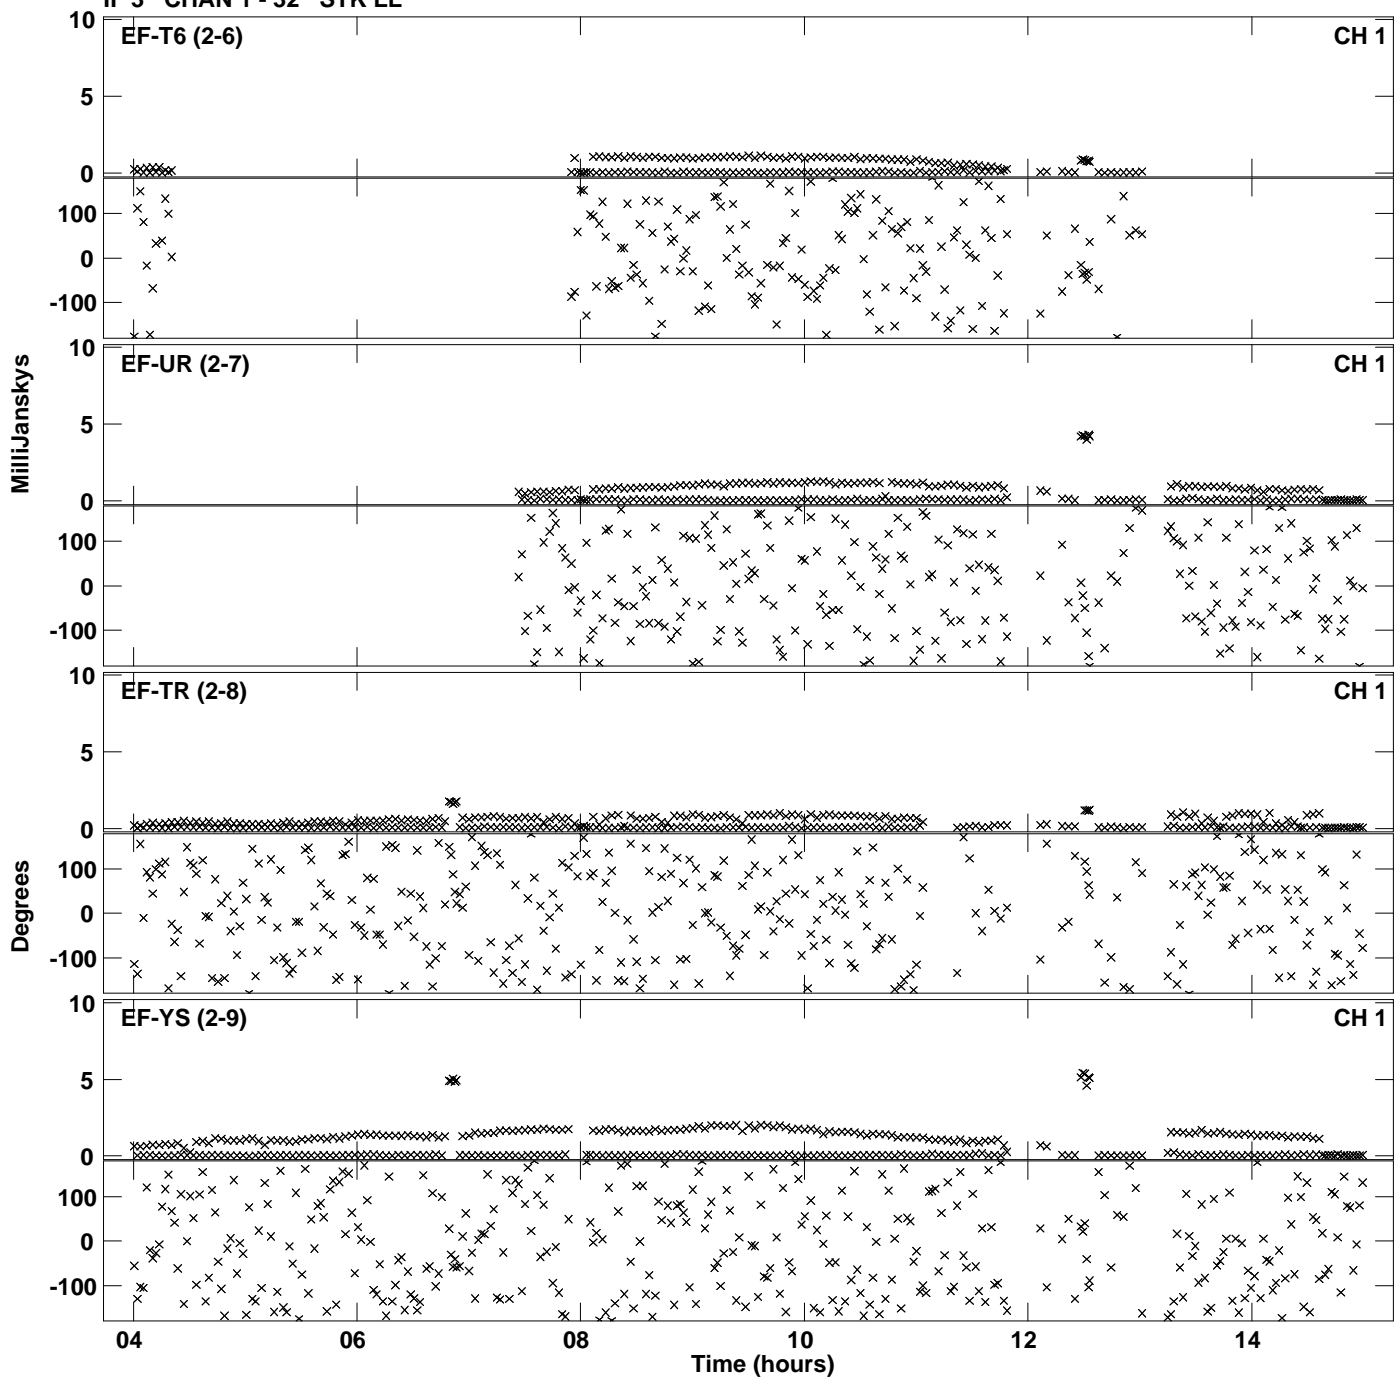 IF 3 CHAN 1 - 32 STK LL
10
EF-T6 (2-6) CH 1
5
0
100
0
-100
10
EF-UR (2-7) CH 1
5
0
100
0
-100
MilliJanskys
10
EF-TR (2-8) CH 1
5
0
100
0
-100
Degrees
10
EF-YS (2-9) CH 1
5
0
100
0
-100
04 06 08 10 12 14
Time (hours)